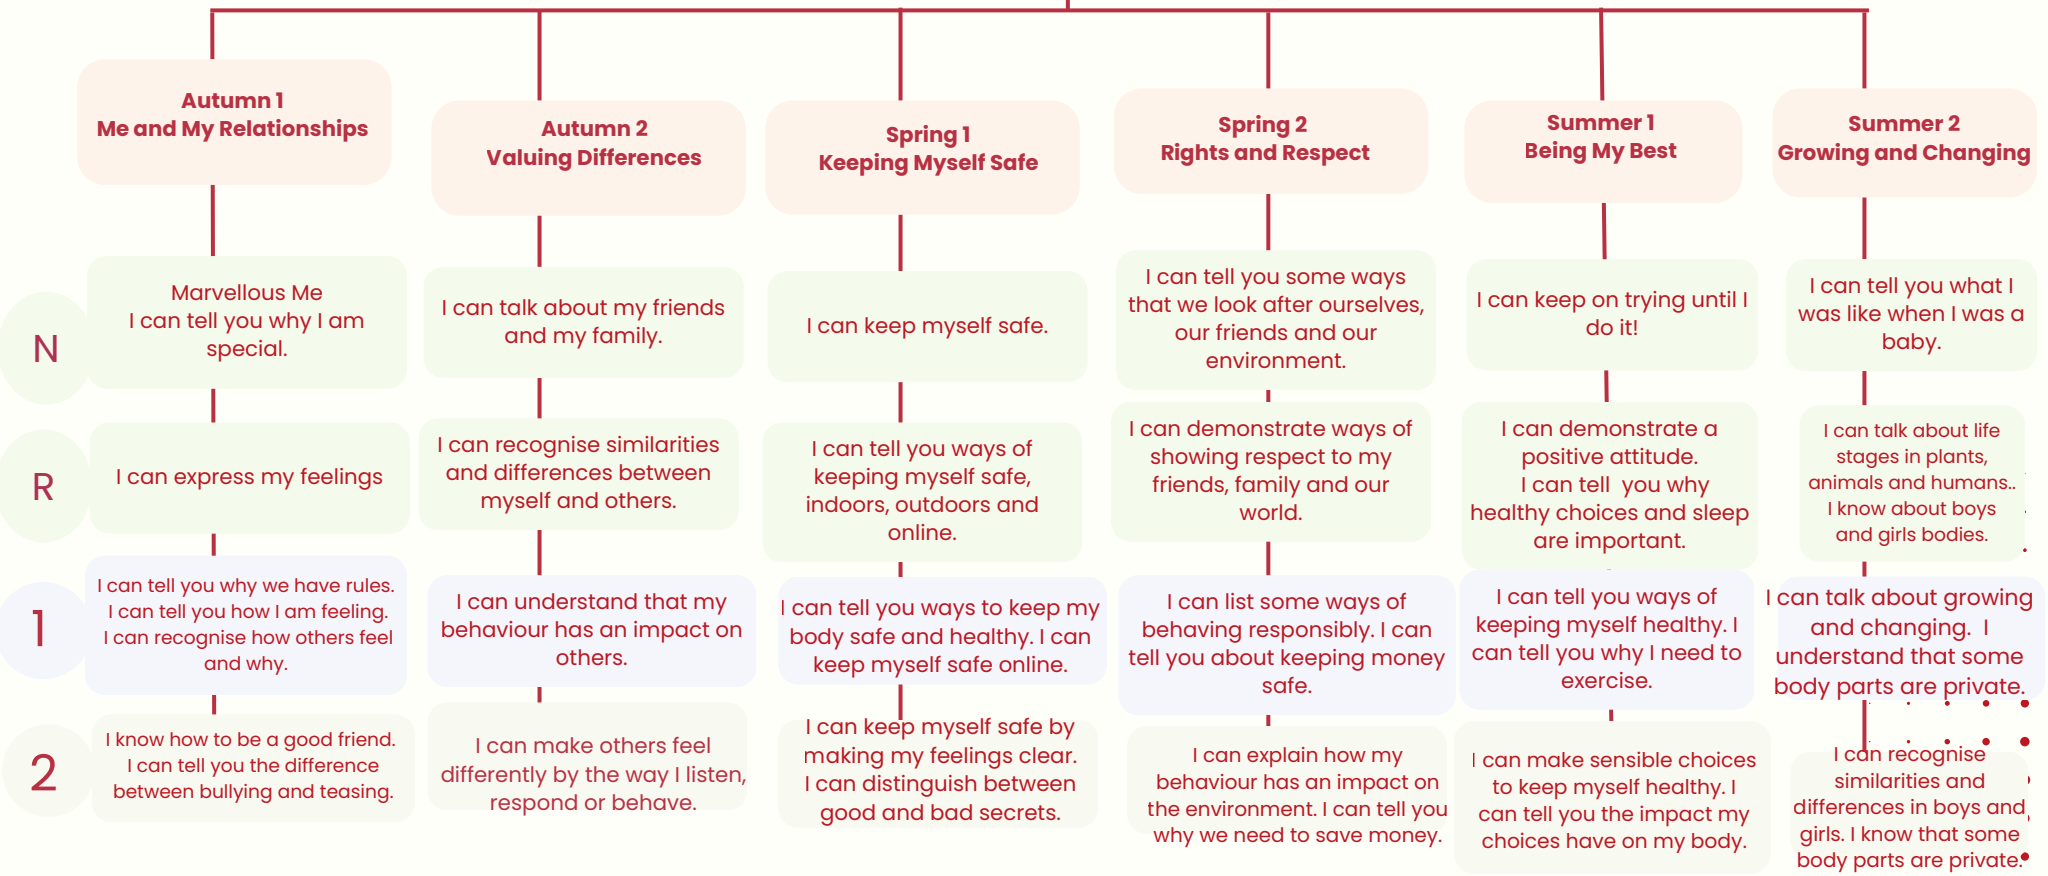 Autumn 1
Me and My Relationships
Autumn 2
Valuing Differences
Spring 1
Keeping Myself Safe
Spring 2
Rights and Respect
Summer 1
Being My Best
Summer 2
Growing and Changing
N
Marvellous Me
I can tell you why I am
special.
I can talk about my friends
and my family.
I can keep myself safe.
I can tell you some ways
that we look after ourselves,
our friends and our
environment.
I can keep on trying until I
do it!
I can tell you what I
was like when I was a
baby.
R
I can express my feelings
I can recognise similarities
and differences between
myself and others.
I can tell you ways of
keeping myself safe,
indoors, outdoors and
online.
I can demonstrate ways of
showing respect to my
friends, family and our
world.
I can demonstrate a
positive attitude.
I can tell  you why
healthy choices and sleep
are important.
I can talk about life
stages in plants,
animals and humans..
I know about boys
and girls bodies.
1
I can tell you why we have rules.
I can tell you how I am feeling.
I can recognise how others feel
and why.
I can understand that my
behaviour has an impact on
others.
I can tell you ways to keep my
body safe and healthy. I can
keep myself safe online.
I can list some ways of
behaving responsibly. I can
tell you about keeping money
safe.
I can tell you ways of
keeping myself healthy. I
can tell you why I need to
exercise.
I can talk about growing
and changing.  I
understand that some
body parts are private.
2
I know how to be a good friend.
I can tell you the difference
between bullying and teasing.
I can make others feel
differently by the way I listen,
respond or behave.
I can keep myself safe by
making my feelings clear.
I can distinguish between
good and bad secrets.
I can explain how my
behaviour has an impact on
the environment. I can tell you
why we need to save money.
I can make sensible choices
to keep myself healthy. I
can tell you the impact my
choices have on my body.
I can recognise
similarities and
differences in boys and
girls. I know that some
body parts are private.